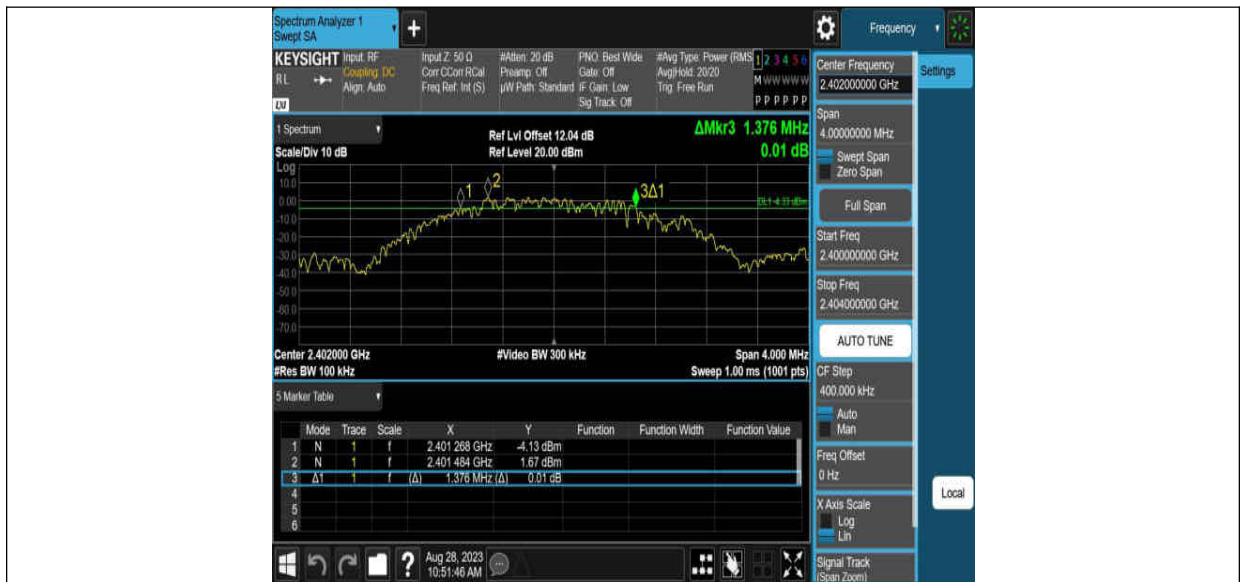 Spectrum Analyzer 1
Swept SA
+
Frequency
KEYSIGHT
RL
LXI
Input: RF
Coupling: DC
Align: Auto
Input Z: 50 Ω
Corr CCorr RCal
Freq Ref: Int (S)
#Atten: 20 dB
Preamp: Off
µW Path: Standard
PNO: Best Wide
Gate: Off
IF Gain: Low
Sig Track: Off
#Avg Type: Power (RMS
Avg|Hold: 20/20
Trig: Free Run
1 2 3 4 5 6
M W W W W W
P P P P P P
1 Spectrum
Scale/Div 10 dB
Ref Lvl Offset 12.04 dB
Ref Level 20.00 dBm
ΔMkr3 1.376 MHz
0.01 dB
Log
10.0
0.00
-10.0
-20.0
-30.0
-40.0
-50.0
-60.0
-70.0
1
2
3Δ1
DL1 -4.33 dBm
Center 2.402000 GHz
#Res BW 100 kHz
#Video BW 300 kHz
Span 4.000 MHz
Sweep 1.00 ms (1001 pts)
5 Marker Table
Mode Trace Scale X Y Function Function Width Function Value
1 N 1 f 2.401 268 GHz -4.13 dBm
2 N 1 f 2.401 484 GHz 1.67 dBm
3 Δ1 1 f (Δ) 1.376 MHz (Δ) 0.01 dB
4
5
6
Aug 28, 2023
10:51:46 AM
?
Center Frequency
2.402000000 GHz
Span
4.00000000 MHz
Swept Span
Zero Span
Full Span
Start Freq
2.400000000 GHz
Stop Freq
2.404000000 GHz
AUTO TUNE
CF Step
400.000 kHz
Auto
Man
Freq Offset
0 Hz
X Axis Scale
Log
Lin
Signal Track
(Span Zoom)
Settings
Local